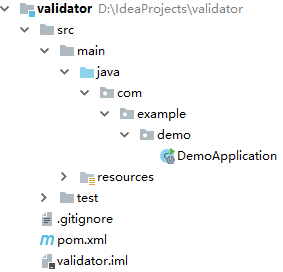 validator D:\IdeaProjects\validator
src
main
java
com
example
demo
DemoApplication
resources
test
.gitignore
pom.xml
validator.iml